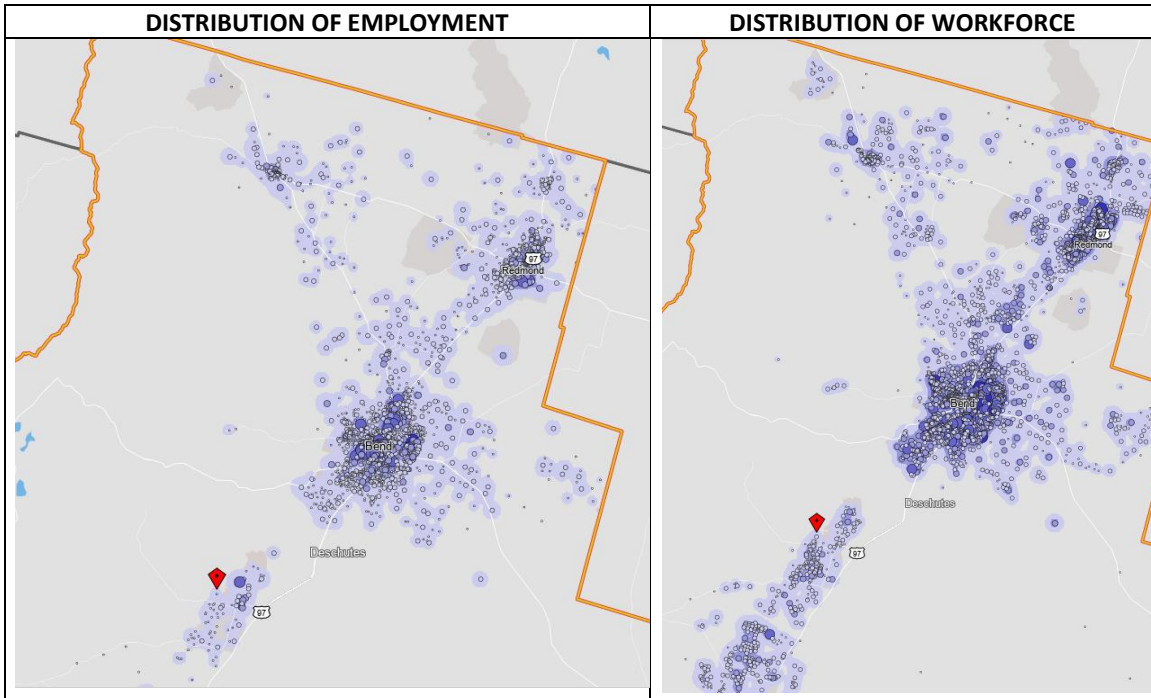 DISTRIBUTION OF EMPLOYMENT
DISTRIBUTION OF WORKFORCE
97
Redmond
Bend
Deschutes
97
97
Redmond
Bend
Deschutes
97